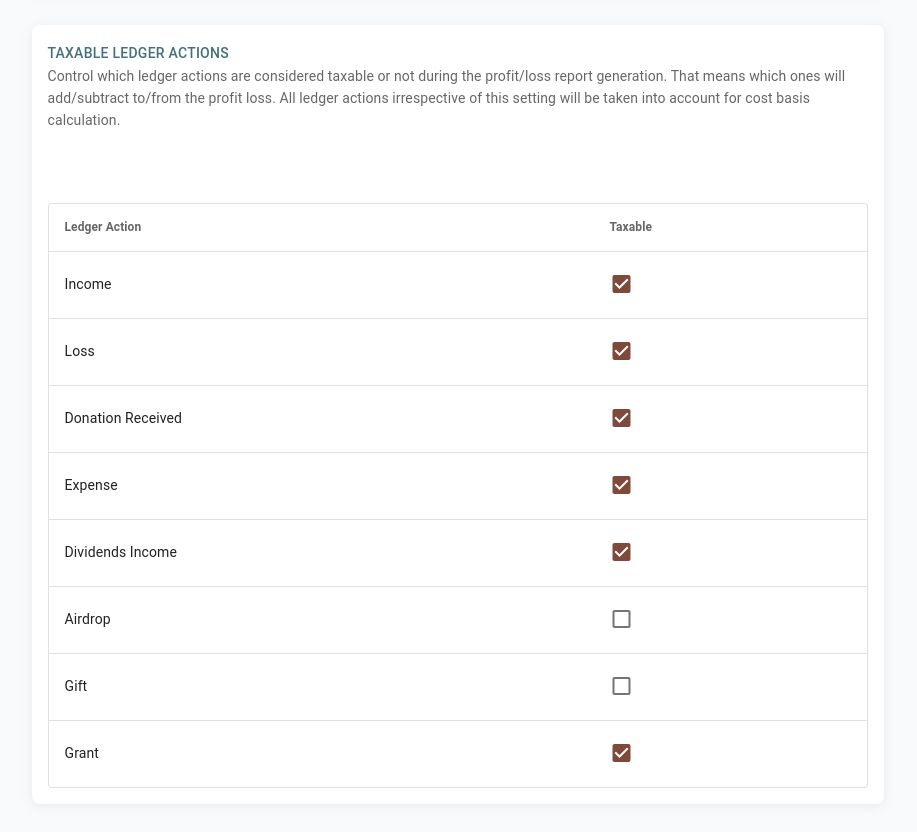 TAXABLE LEDGER ACTIONS
Control which ledger actions are considered taxable or not during the profit/loss report generation. That means which ones will
add/subtract to/from the profit loss. All ledger actions irrespective of this setting will be taken into account for cost basis
calculation.
Ledger Action Taxable
Income
Loss
Donation Received
Expense
Dividends Income
Airdrop
Gift
Grant